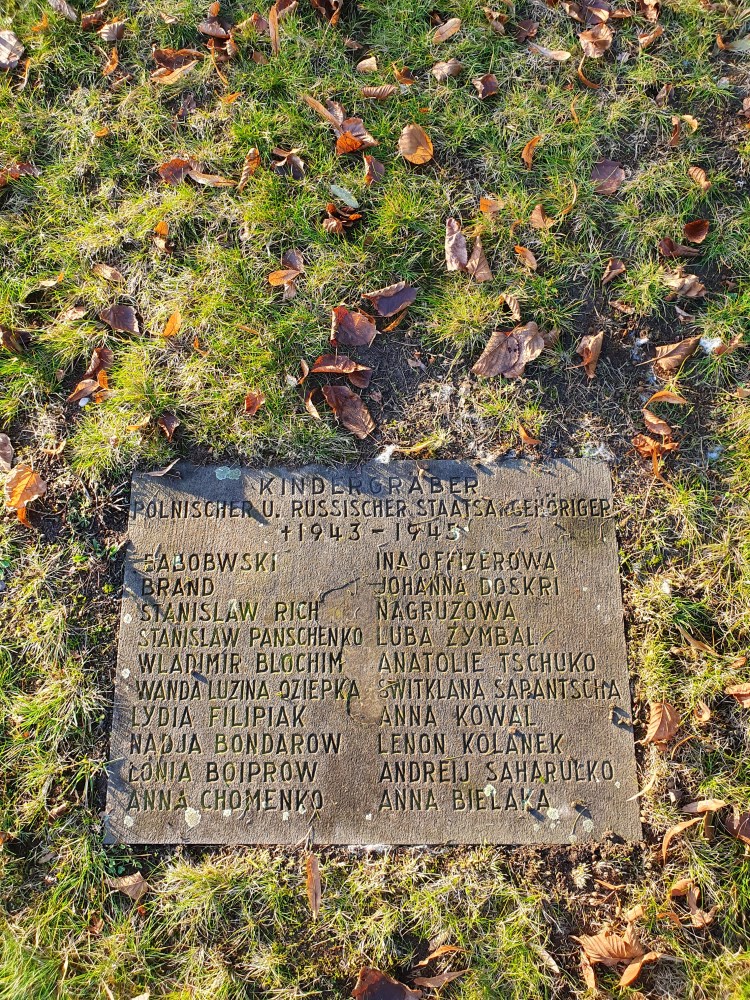 KINDERGRÄBER
POLNISCHER U. RUSSISCHER STAATSANGEHÖRIGER
†1943-1945
BABOBWSKI
BRAND
STANISLAW RICH
STANISLAW PANSCHENKO
WLADIMIR BLOCHIM
WANDA LUZINA DZIEPKA
LYDIA FILIPIAK
NADJA BONDAROW
LONIA BOIPROW
ANNA CHOMENKO
INA OFFIZEROWA
JOHANNA DOSKRI
NAGRUZOWA
LUBA ZYMBAL
ANATOLIE TSCHUKO
SWITKLANA SARANTSCHA
ANNA KOWAL
LENON KOLANEK
ANDREIJ SAHARULKO
ANNA BIELAKA